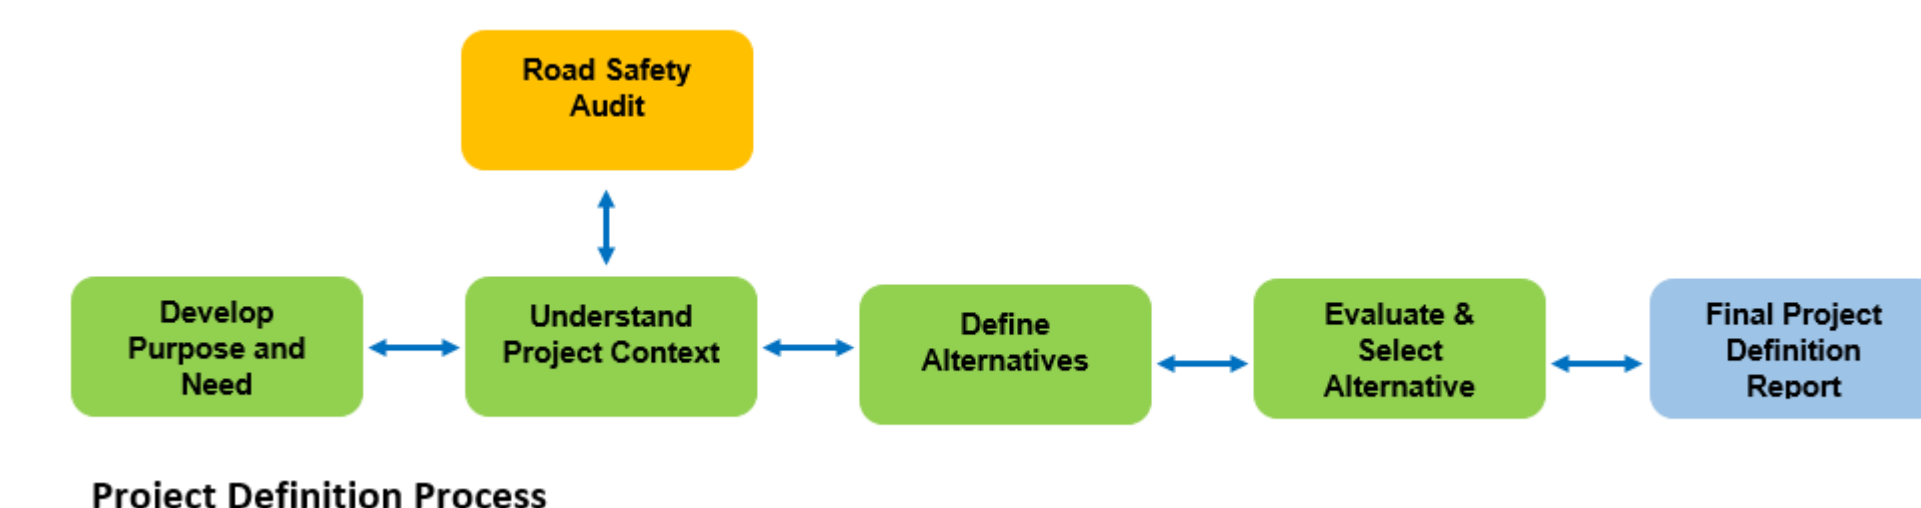 Road Safety
Audit
Develop
Purpose and
Need
Understand
Project Context
Define
Alternatives
Evaluate &
Select
Alternative
Final Project
Definition
Report
Project Definition Process